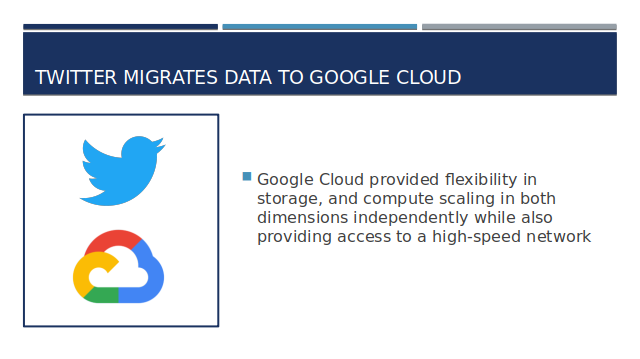 TWITTER MIGRATES DATA TO GOOGLE CLOUD
Google Cloud provided flexibility in
storage, and compute scaling in both
dimensions independently while also
providing access to a high-speed network